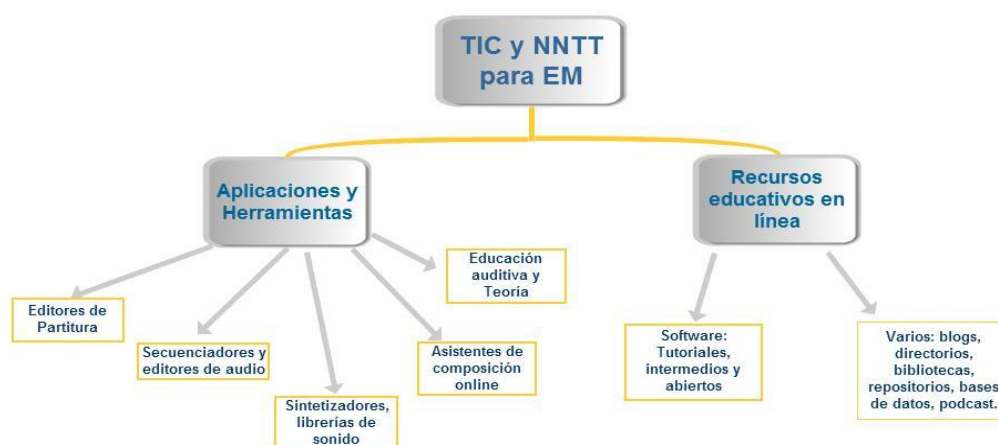 TIC y NNTT
para EM
Aplicaciones y
Herramientas
Recursos
educativos en
línea
Editores de
Partitura
Secuenciadores y
editores de audio
Sintetizadores,
librerías de
sonido
Asistentes de
composición
online
Educación
auditiva y
Teoría
Software:
Tutoriales,
intermedios y
abiertos
Varios: blogs,
directorios,
bibliotecas,
repositorios, bases
de datos, podcast.